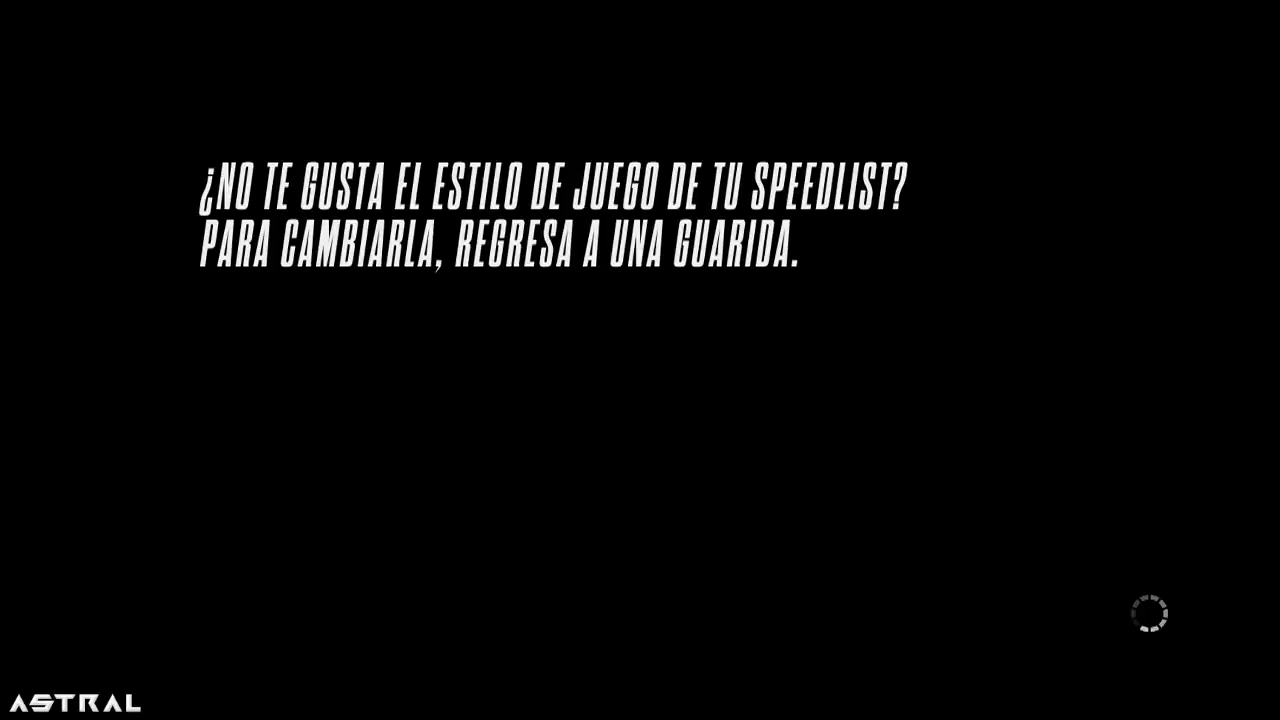 ¿NO TE GUSTA EL ESTILO DE JUEGO DE TU SPEEDLIST?
PARA CAMBIARLA, REGRESA A UNA GUARIDA.
ASTRAL